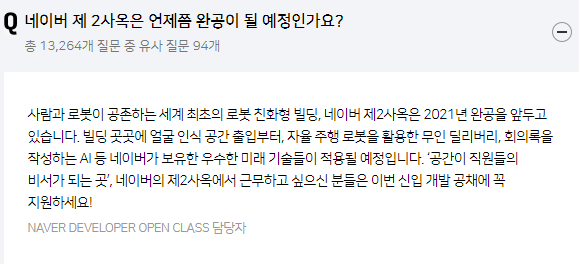 Q 네이버 제 2사옥은 언제쯤 완공이 될 예정인가요?
총 13,264개 질문 중 유사 질문 94개
사람과 로봇이 공존하는 세계 최초의 로봇 친화형 빌딩, 네이버 제2사옥은 2021년 완공을 앞두고
있습니다. 빌딩 곳곳에 얼굴 인식 공간 출입부터, 자율 주행 로봇을 활용한 무인 딜리버리, 회의록을
작성하는 AI 등 네이버가 보유한 우수한 미래 기술들이 적용될 예정입니다. ‘공간이 직원들의
비서가 되는 곳’, 네이버의 제2사옥에서 근무하고 싶으신 분들은 이번 신입 개발 공채에 꼭
지원하세요!
NAVER DEVELOPER OPEN CLASS 담당자